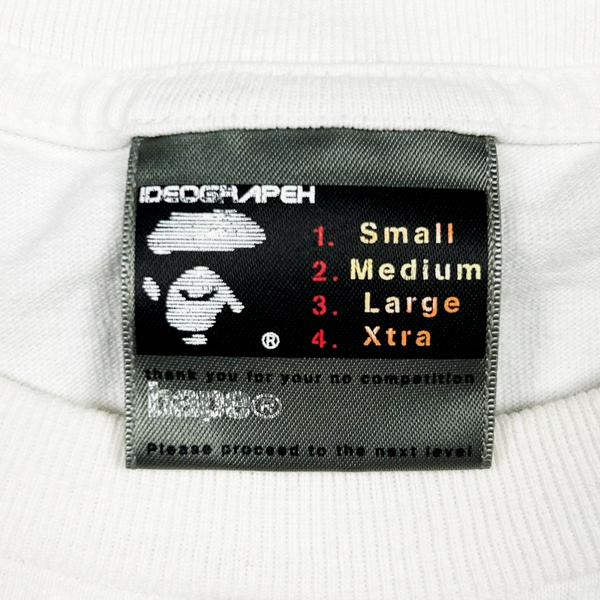 IDEOGRAPEH
1. Small
2. Medium
3. Large
4. Xtra
®
thank you for your no competition
bape®
Please proceed to the next level